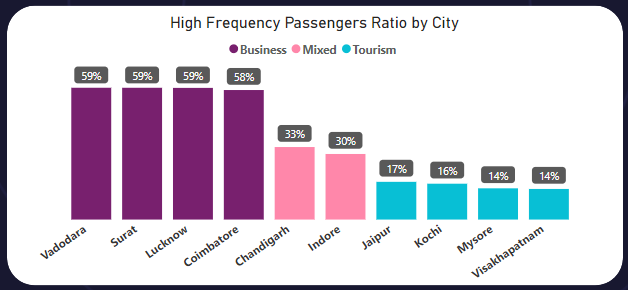 High Frequency Passengers Ratio by City
Business Mixed Tourism
59% 59% 59% 58% 33% 30% 17% 16% 14% 14%
Vadodara Surat Lucknow Coimbatore Chandigarh Indore Jaipur Kochi Mysore Visakhapatnam